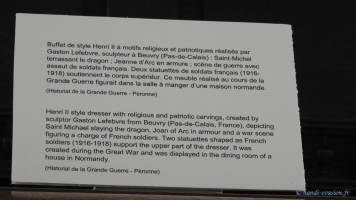 Buffet de style Henri II à motifs religieux et patriotiques réalisés par
Gaston Lefebvre, sculpteur à Beuvry (Pas-de-Calais) : Saint-Michel
terrassant le dragon ; Jeanne d'Arc en armure ; scène de guerre avec
assaut de soldats français. Deux statuettes de soldats français (1916-
1918) soutiennent le corps supérieur. Ce meuble réalisé au cours de la
Grande Guerre figurait dans la salle à manger d'une maison normande.
(Historial de la Grande Guerre - Péronne)
Henri II style dresser with religious and patriotic carvings, created by
sculptor Gaston Lefebvre from Beuvry (Pas-de-Calais, France), depicting
Saint Michael slaying the dragon, Joan of Arc in armour and a war scene
figuring a charge of French soldiers. Two statuettes shaped as French
soldiers (1916-1918) support the upper part of the dresser. It was
created during the Great War and was displayed in the dining room of a
house in Normandy.
(Historial de la Grande Guerre - Péronne)